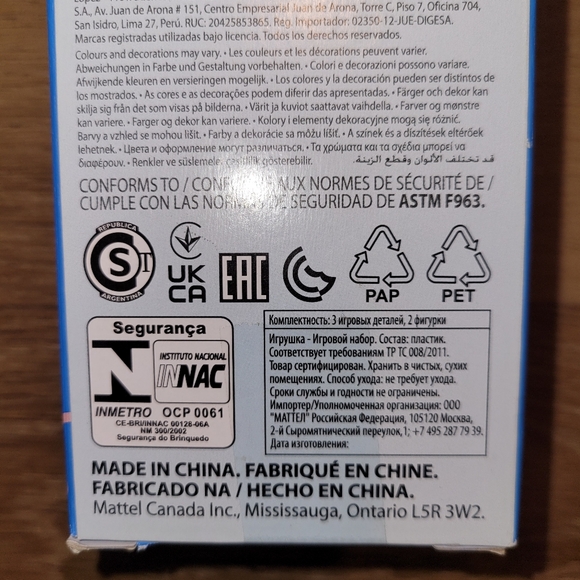 S.A., Av. Juan de Arona # 151, Centro Empresarial Juan de Arona, Torre C, Piso 7, Oficina 704,
San Isidro, Lima 27, Perú. RUC: 20425853865. Reg. Importador: 02350-12-JUE-DIGESA.
Marcas registradas utilizadas bajo licencia. Todos los derechos reservados.
Colours and decorations may vary. • Les couleurs et les décorations peuvent varier.
Abweichungen in Farbe und Gestaltung vorbehalten. • Colori e decorazioni possono variare.
Afwijkende kleuren en versieringen mogelijk. • Los colores y la decoración pueden ser distintos de
los mostrados. • As cores e as decorações podem diferir das apresentadas. • Färger och dekor kan
skilja sig från det som visas på bilderna. • Värit ja kuviot saattavat vaihdella. • Farver og mønstre
kan variere. • Farger og dekor kan variere. • Kolory i elementy dekoracyjne mogą się różnić.
Barvy a vzhled se mohou lišit. • Farby a dekorácie sa môžu líšiť. • A színek és a díszítések eltérőek
lehetnek. • Цвета и оформление могут различаться. • Τα χρώματα και τα σχέδια μπορεί να
διαφέρουν. • Renkler ve süslemeler çeşitlilik gösterebilir. قد تختلف الألوان وقطع الزينة.
CONFORMS TO / CONFORME AUX NORMES DE SÉCURITÉ DE /
CUMPLE CON LAS NORMAS DE SEGURIDAD DE ASTM F963.
REPUBLICA
S T
ARGENTINA
UK
CA
EAC
PAP
PET
Segurança
INSTITUTO NACIONAL
INNAC
INMETRO OCP 0061
CE-BRI/INNAC 00128-06A
NM 300/2002
Segurança do Brinquedo
Комплектность: 3 игровых деталей, 2 фигурки
Игрушка - Игровой набор. Состав: пластик.
Соответствует требованиям ТР ТС 008/2011.
Товар сертифицирован. Хранить в чистых, сухих
помещениях. Способ ухода: не требует ухода.
Сроки службы и годности не ограничены.
Импортер/Уполномоченная организация: ООО
"МАТТЕЛ" Российская Федерация, 105120 Москва,
2-й Сыромятнический переулок,1; +7 495 287 79 39.
Дата изготовления:
MADE IN CHINA. FABRIQUÉ EN CHINE.
FABRICADO NA / HECHO EN CHINA.
Mattel Canada Inc., Mississauga, Ontario L5R 3W2.